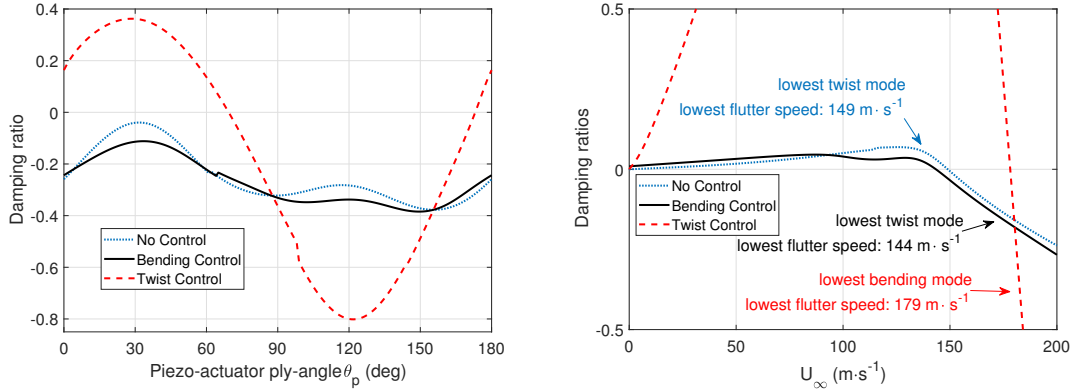 0.4
0.2
0
-0.2
-0.4
-0.6
-0.8
Damping ratio
No Control
Bending Control
Twist Control
0 30 60 90 120 150 180
Piezo-actuator ply-angle θp (deg)
0.5
0
-0.5
Damping ratios
lowest twist mode
lowest flutter speed: 149 m· s-1
No Control
Bending Control
Twist Control
lowest twist mode
lowest flutter speed: 144 m· s-1
lowest bending mode
lowest flutter speed: 179 m· s-1
0 50 100 150 200
U∞ (m·s-1)